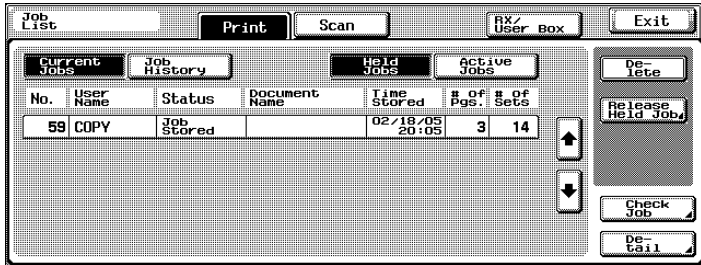 Job
List
Print
Scan
RX/
User Box
Exit
Current
Jobs
Job
History
Held
Jobs
Active
Jobs
De-
lete
No.
User
Name
Status
Document
Name
Time
Stored
# of
Pgs.
# of
Sets
Release
Held Job
59
COPY
Job
Stored
02/18/05
20:05
3
14
Check
Job
De-
tail